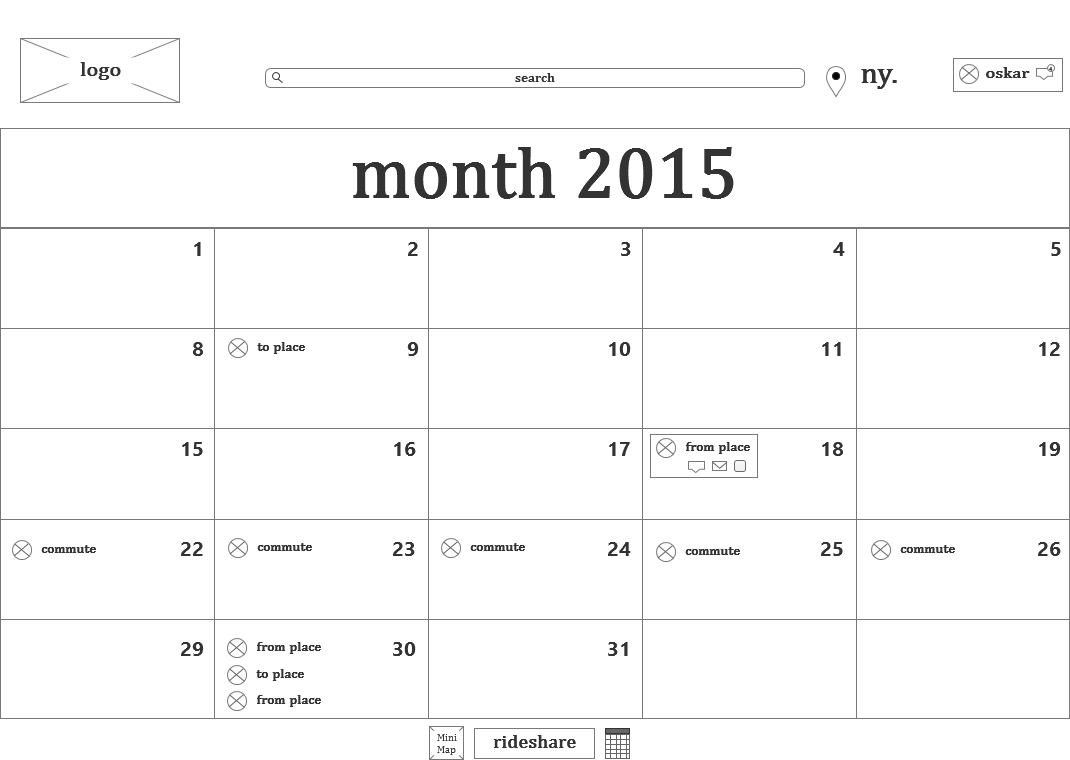 logo
search
ny.
oskar
month 2015
1
2
3
4
5
8
to place
9
10
11
12
15
16
17
from place
18
19
commute
22
commute
23
commute
24
commute
25
commute
26
29
from place
30
to place
from place
31
Mini
Map
rideshare